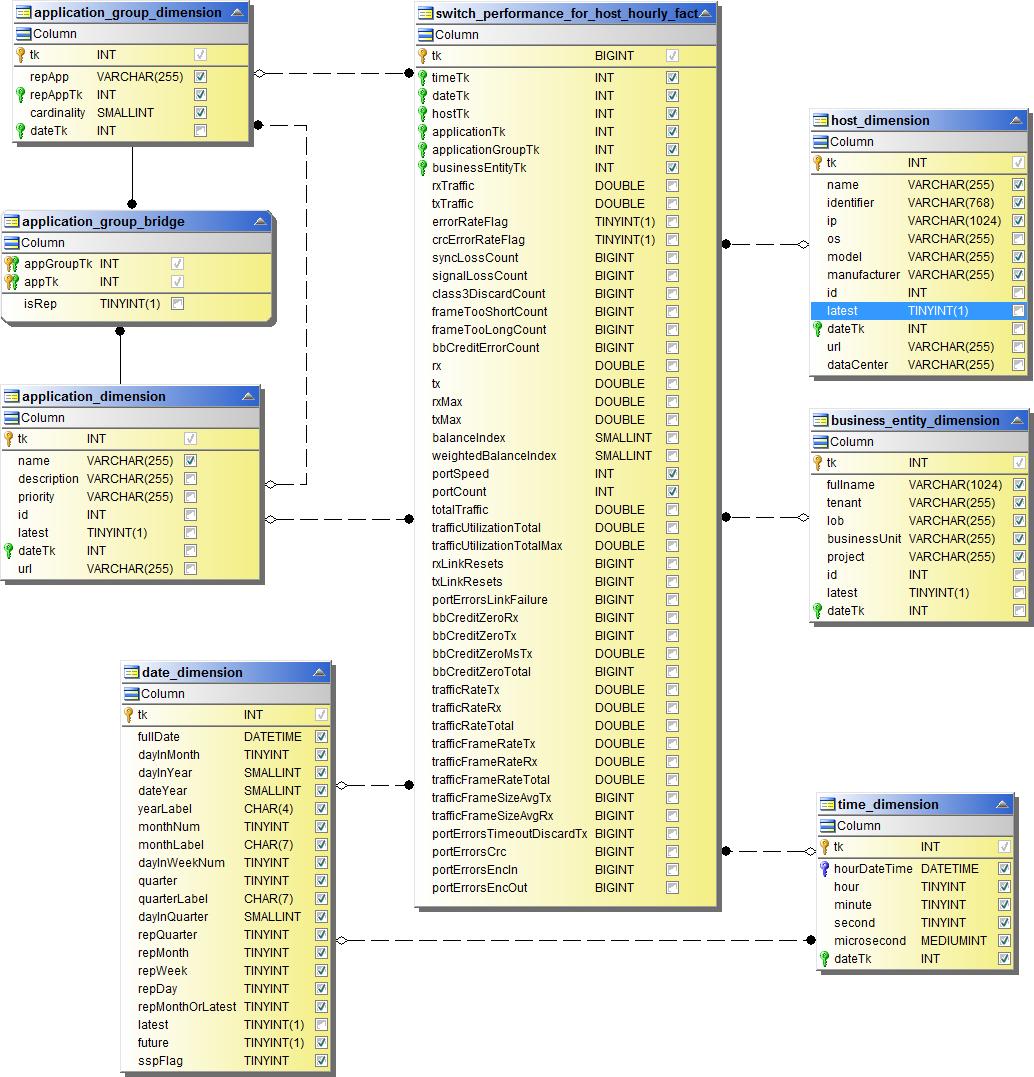 application_group_dimension
Column
tk INT
repApp VARCHAR(255)
repAppTk INT
cardinality SMALLINT
dateTk INT
application_group_bridge
Column
appGroupTk INT
appTk INT
isRep TINYINT(1)
application_dimension
Column
tk INT
name VARCHAR(255)
description VARCHAR(255)
priority VARCHAR(255)
id INT
latest TINYINT(1)
dateTk INT
url VARCHAR(255)
switch_performance_for_host_hourly_fact
Column
tk BIGINT
timeTk INT
dateTk INT
hostTk INT
applicationTk INT
applicationGroupTk INT
businessEntityTk INT
rxTraffic DOUBLE
txTraffic DOUBLE
errorRateFlag TINYINT(1)
crcErrorRateFlag TINYINT(1)
syncLossCount BIGINT
signalLossCount BIGINT
class3DiscardCount BIGINT
frameTooShortCount BIGINT
frameTooLongCount BIGINT
bbCreditErrorCount BIGINT
rx DOUBLE
tx DOUBLE
rxMax DOUBLE
txMax DOUBLE
balanceIndex SMALLINT
weightedBalanceIndex SMALLINT
portSpeed INT
portCount INT
totalTraffic DOUBLE
trafficUtilizationTotal DOUBLE
trafficUtilizationTotalMax DOUBLE
rxLinkResets BIGINT
txLinkResets BIGINT
portErrorsLinkFailure BIGINT
bbCreditZeroRx BIGINT
bbCreditZeroTx BIGINT
bbCreditZeroMsTx DOUBLE
bbCreditZeroTotal BIGINT
trafficRateTx DOUBLE
trafficRateRx DOUBLE
trafficRateTotal DOUBLE
trafficFrameRateTx DOUBLE
trafficFrameRateRx DOUBLE
trafficFrameRateTotal DOUBLE
trafficFrameSizeAvgTx BIGINT
trafficFrameSizeAvgRx BIGINT
portErrorsTimeoutDiscardTx BIGINT
portErrorsCrc BIGINT
portErrorsEncIn BIGINT
portErrorsEncOut BIGINT
host_dimension
Column
tk INT
name VARCHAR(255)
identifier VARCHAR(768)
ip VARCHAR(1024)
os VARCHAR(255)
model VARCHAR(255)
manufacturer VARCHAR(255)
id INT
latest TINYINT(1)
dateTk INT
url VARCHAR(255)
dataCenter VARCHAR(255)
business_entity_dimension
Column
tk INT
fullname VARCHAR(1024)
tenant VARCHAR(255)
lob VARCHAR(255)
businessUnit VARCHAR(255)
project VARCHAR(255)
id INT
latest TINYINT(1)
dateTk INT
date_dimension
Column
tk INT
fullDate DATETIME
dayInMonth TINYINT
dayInYear SMALLINT
dateYear SMALLINT
yearLabel CHAR(4)
monthNum TINYINT
monthLabel CHAR(7)
dayInWeekNum TINYINT
quarter TINYINT
quarterLabel CHAR(7)
dayInQuarter SMALLINT
repQuarter TINYINT
repMonth TINYINT
repWeek TINYINT
repDay TINYINT
repMonthOrLatest TINYINT
latest TINYINT(1)
future TINYINT(1)
sspFlag TINYINT
time_dimension
Column
tk INT
hourDateTime DATETIME
hour TINYINT
minute TINYINT
second TINYINT
microsecond MEDIUMINT
dateTk INT